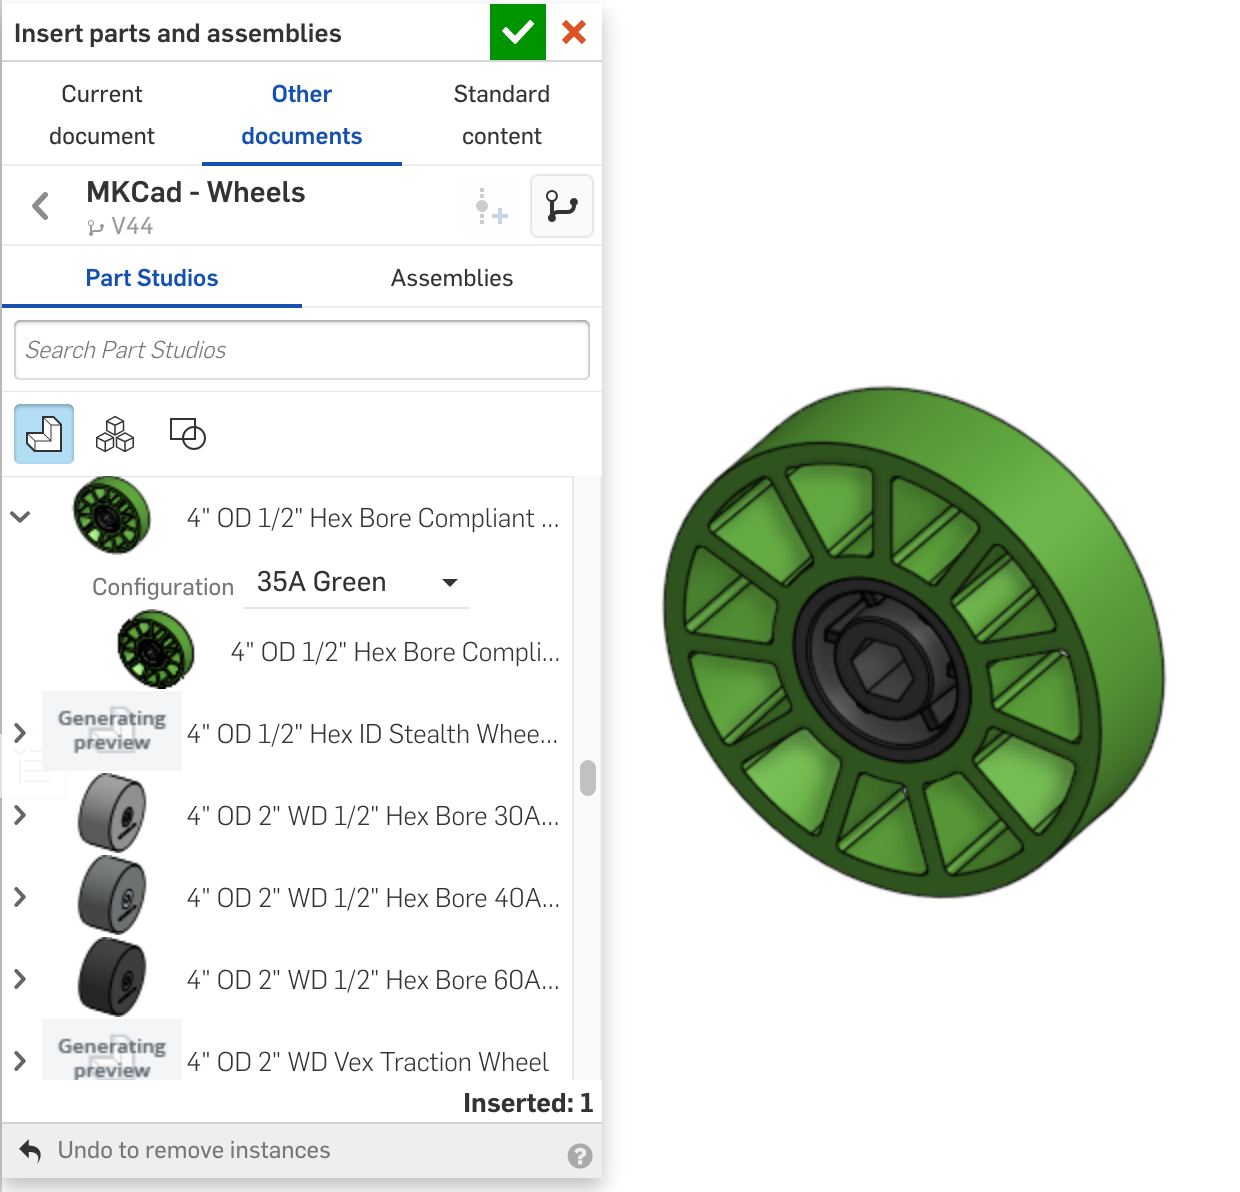 Insert parts and assemblies
Current document
Other documents
Standard content
MKCad - Wheels
V44
Part Studios
Assemblies
Search Part Studios
4" OD 1/2" Hex Bore Compliant ...
Configuration 35A Green
4" OD 1/2" Hex Bore Compli...
Generating preview
4" OD 1/2" Hex ID Stealth Whee...
4" OD 2" WD 1/2" Hex Bore 30A...
4" OD 2" WD 1/2" Hex Bore 40A...
4" OD 2" WD 1/2" Hex Bore 60A...
Generating preview
4" OD 2" WD Vex Traction Wheel
Inserted: 1
Undo to remove instances